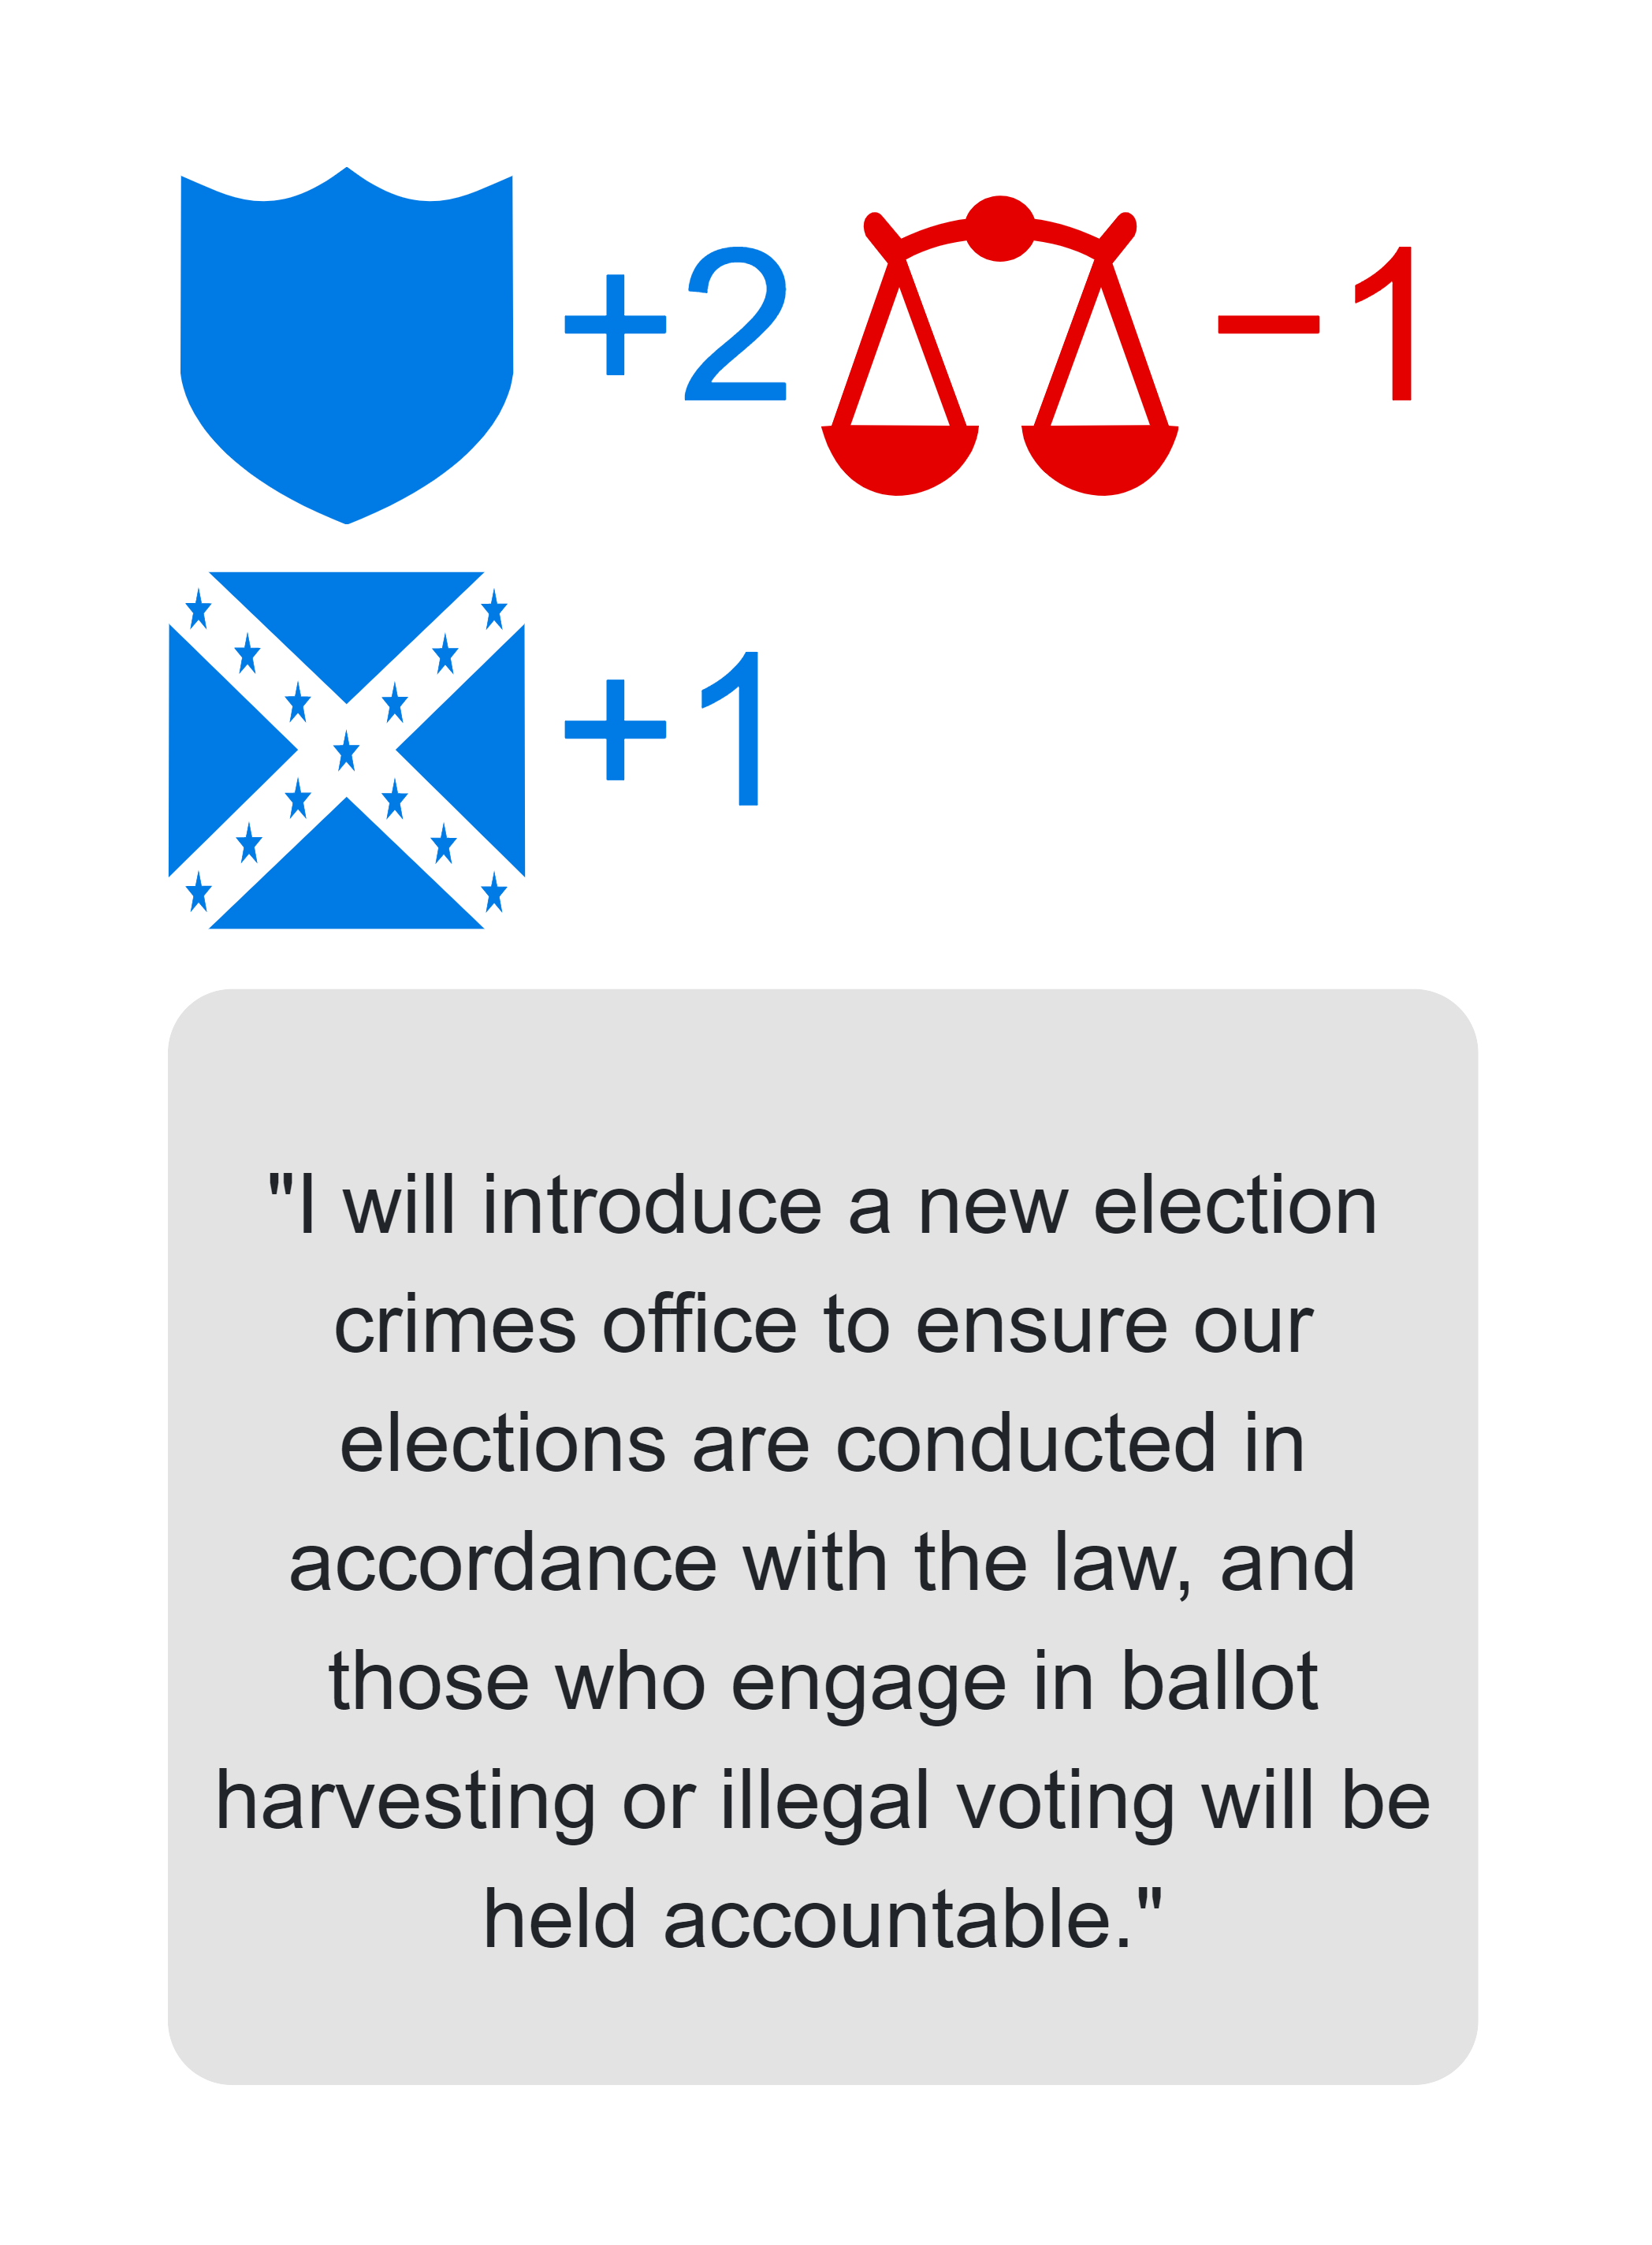 +2 −1
+1
"I will introduce a new election
crimes office to ensure our
elections are conducted in
accordance with the law, and
those who engage in ballot
harvesting or illegal voting will be
held accountable."